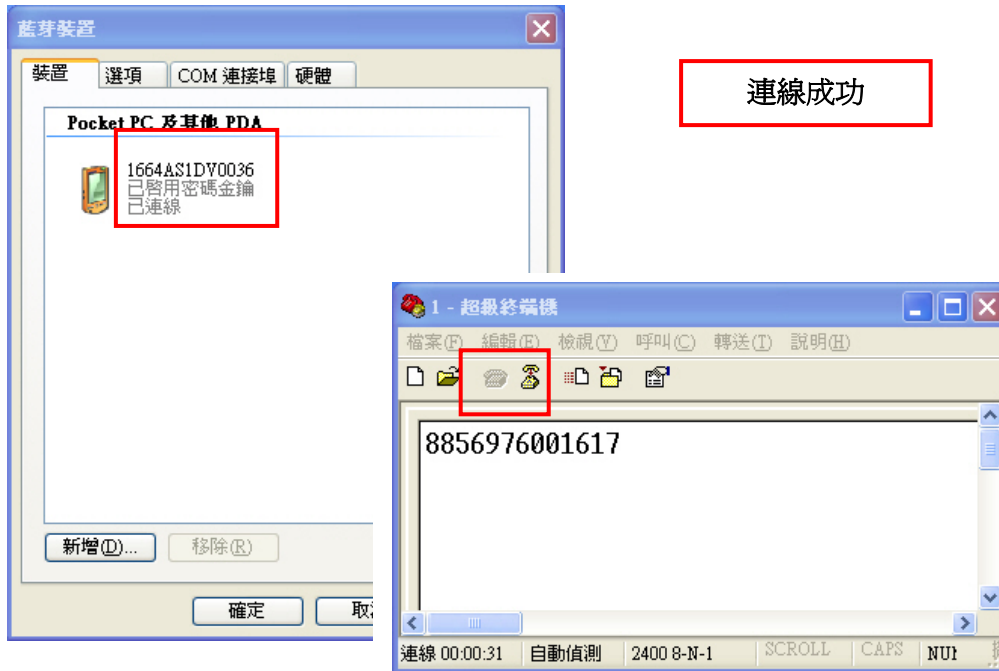 藍芽裝置
裝置 選項 COM 連接埠 硬體
連線成功
Pocket PC 及其他 PDA
1664AS1DV0036
已啓用密碼金鑰
已連線
新增(D)... 移除(R)
確定
1 - 超級終端機
檔案(F) 編輯(E) 檢視(V) 呼叫(C) 轉送(T) 說明(H)
8856976001617
連線 00:00:31 自動偵測 2400 8-N-1 SCROLL CAPS